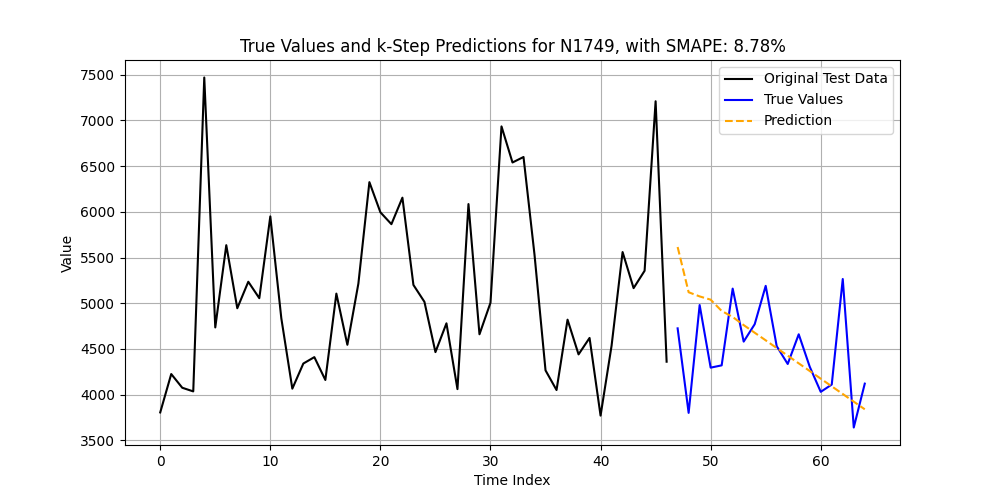 True Values and k-Step Predictions for N1749, with SMAPE: 8.78%
Original Test Data
True Values
Prediction
7500
7000
6500
6000
5500
5000
4500
4000
3500
Value
0 10 20 30 40 50 60
Time Index